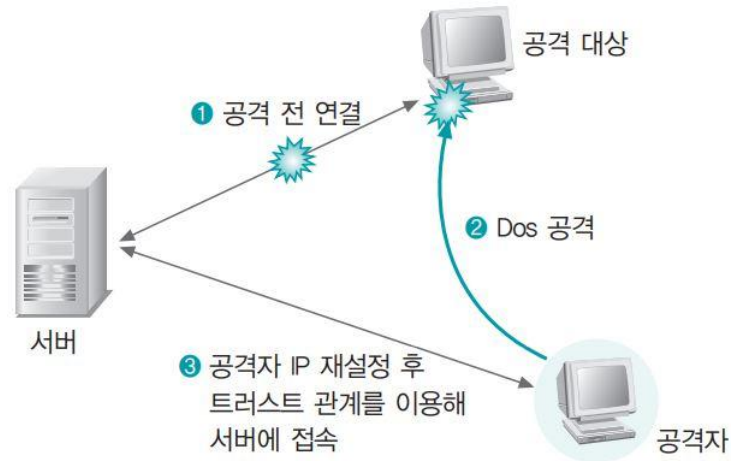 공격 대상
❶ 공격 전 연결
❷ Dos 공격
서버
❸ 공격자 IP 재설정 후
트러스트 관계를 이용해
서버에 접속
공격자